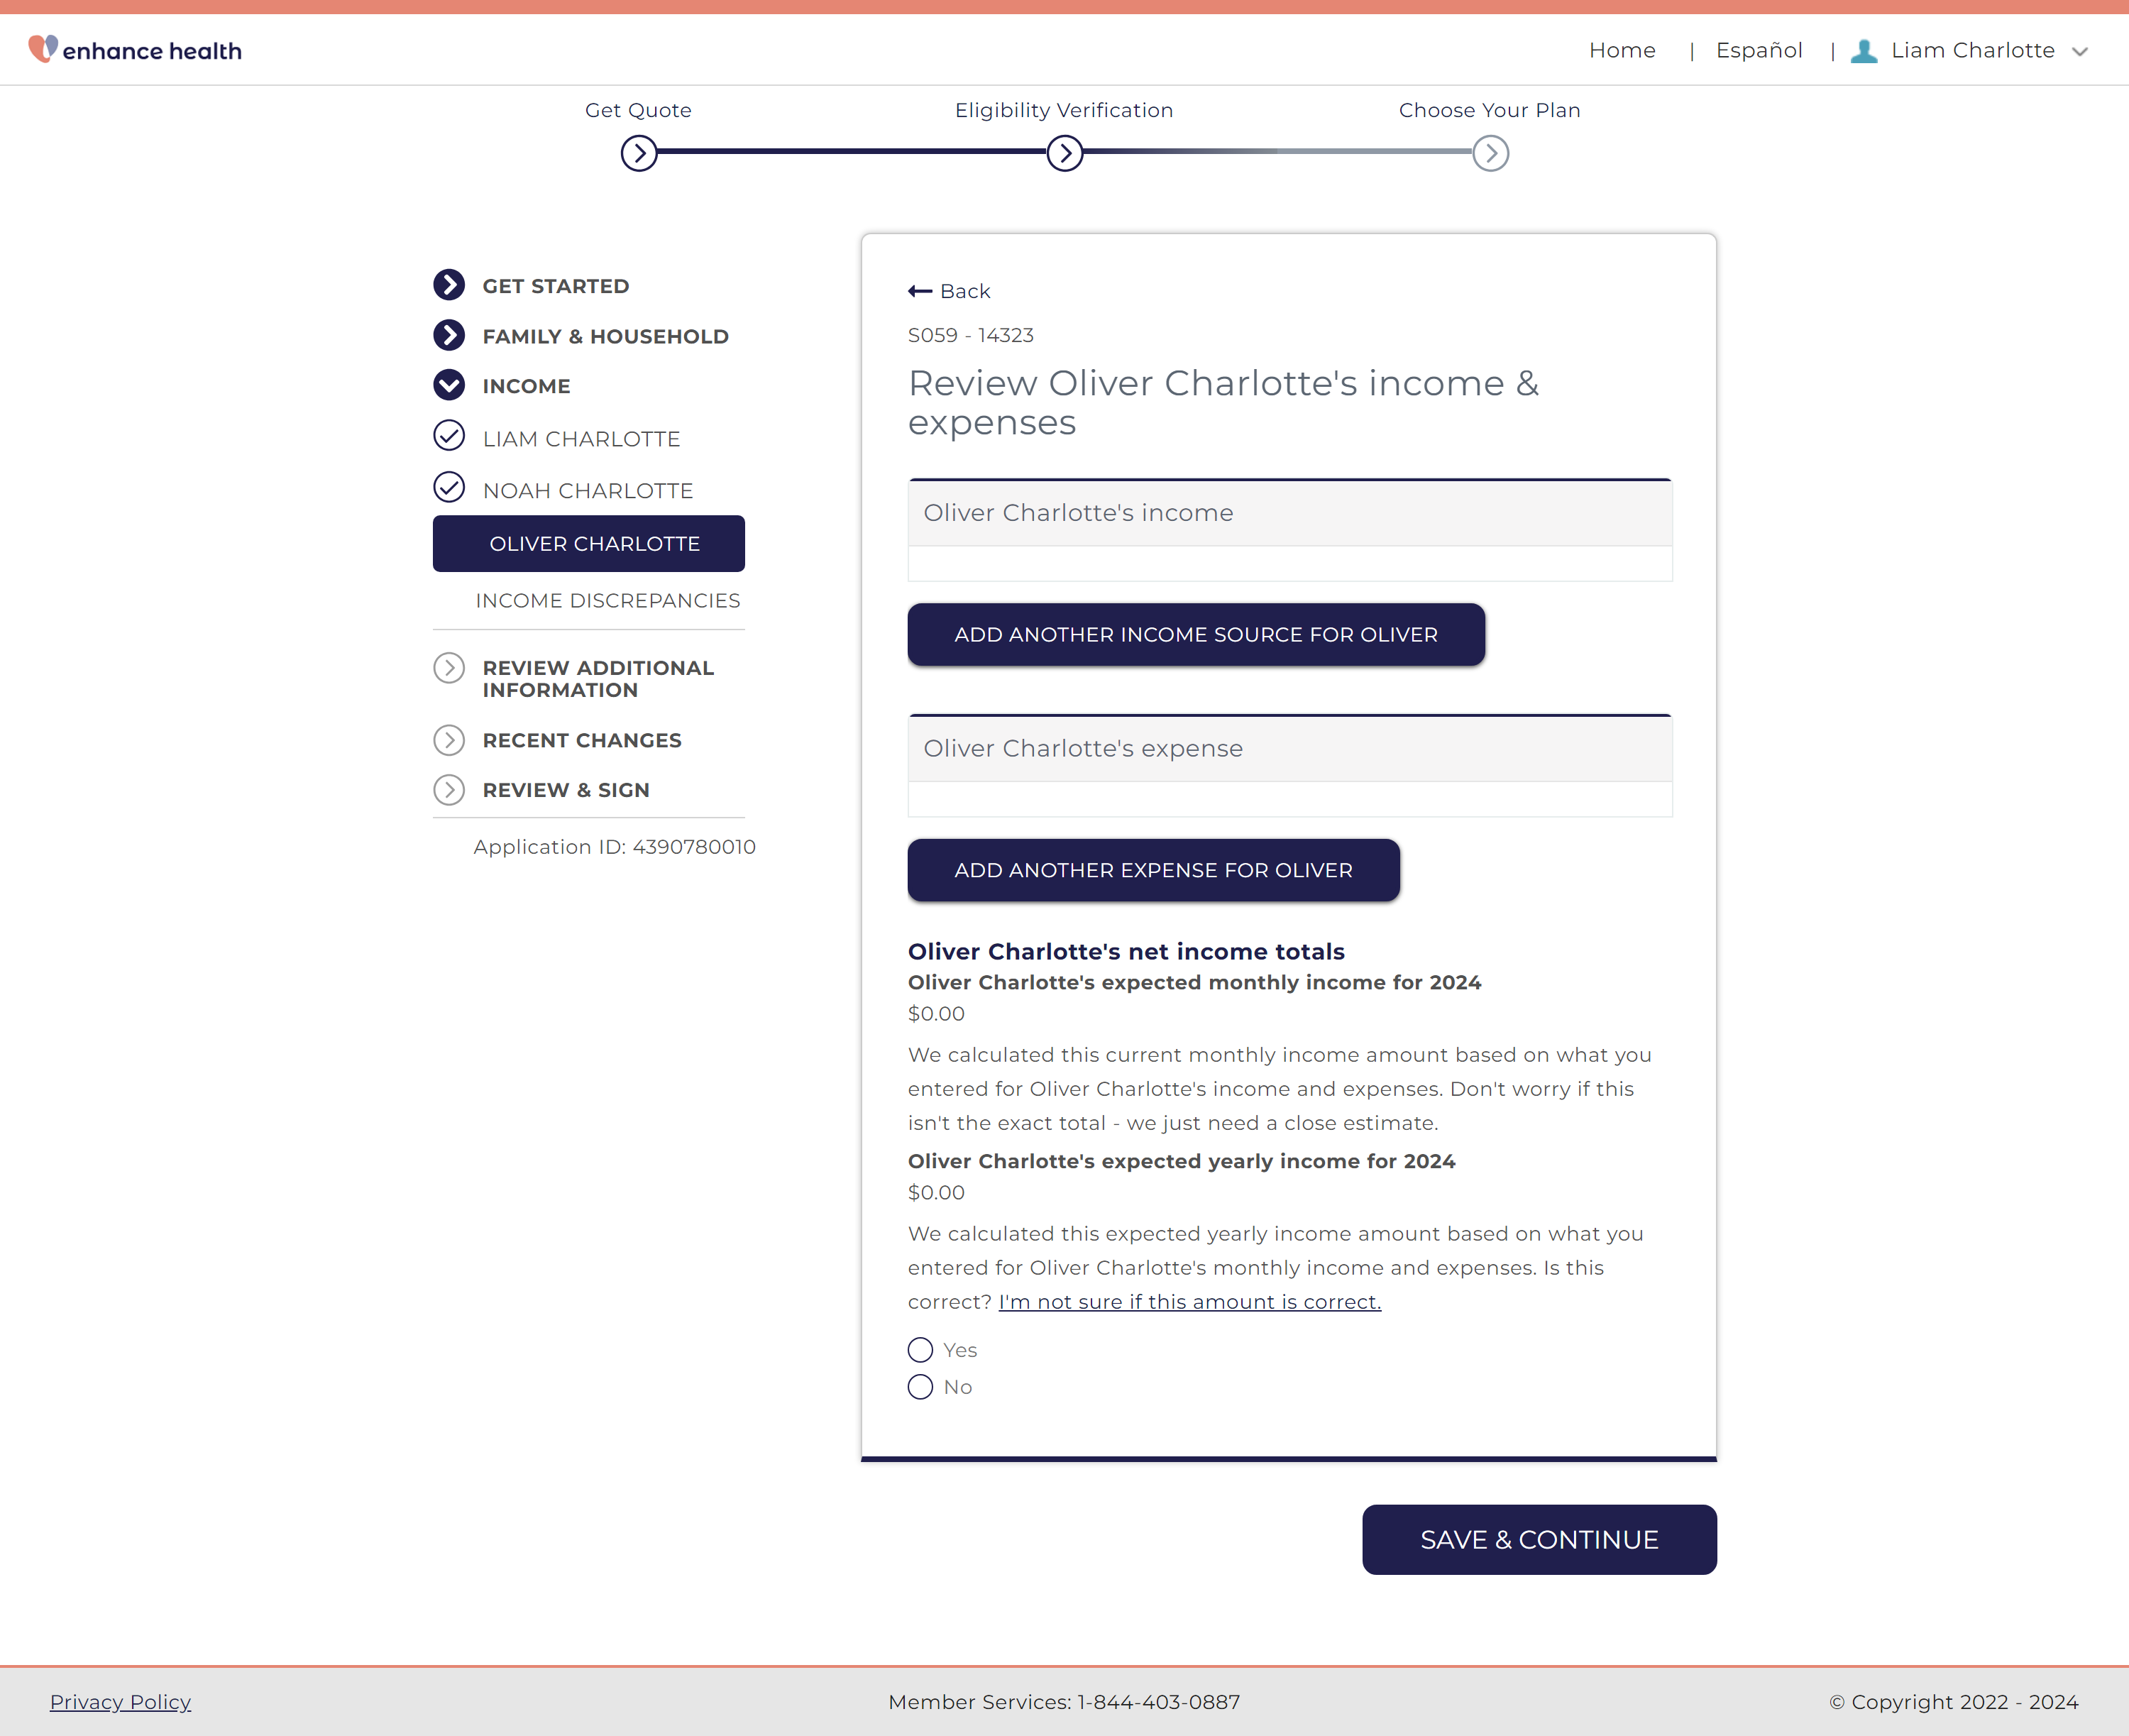 enhance health
Home | Español | Liam Charlotte
Get Quote
Eligibility Verification
Choose Your Plan
GET STARTED
FAMILY & HOUSEHOLD
INCOME
LIAM CHARLOTTE
NOAH CHARLOTTE
OLIVER CHARLOTTE
INCOME DISCREPANCIES
REVIEW ADDITIONAL
INFORMATION
RECENT CHANGES
REVIEW & SIGN
Application ID: 4390780010
Back
S059 - 14323
Review Oliver Charlotte's income &
expenses
Oliver Charlotte's income
ADD ANOTHER INCOME SOURCE FOR OLIVER
Oliver Charlotte's expense
ADD ANOTHER EXPENSE FOR OLIVER
Oliver Charlotte's net income totals
Oliver Charlotte's expected monthly income for 2024
$0.00
We calculated this current monthly income amount based on what you
entered for Oliver Charlotte's income and expenses. Don't worry if this
isn't the exact total - we just need a close estimate.
Oliver Charlotte's expected yearly income for 2024
$0.00
We calculated this expected yearly income amount based on what you
entered for Oliver Charlotte's monthly income and expenses. Is this
correct? I'm not sure if this amount is correct.
Yes
No
SAVE & CONTINUE
Privacy Policy
Member Services: 1-844-403-0887
© Copyright 2022 - 2024